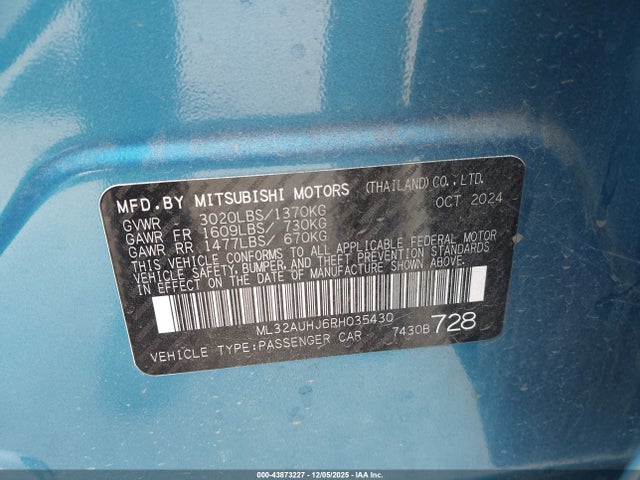 MFD. BY MITSUBISHI MOTORS (THAILAND) CO., LTD.
OCT 2024
GVWR 3020LBS/1370KG
GAWR FR 1609LBS/ 730KG
GAWR RR 1477LBS/ 670KG
THIS VEHICLE CONFORMS TO ALL APPLICABLE FEDERAL MOTOR
VEHICLE SAFETY, BUMPER AND THEFT PREVENTION STANDARDS
IN EFFECT ON THE DATE OF MANUFACTURE SHOWN ABOVE.
ML32AUHJ6RH035430
7430B 728
VEHICLE TYPE:PASSENGER CAR
000-43873227 - 12/05/2025 - IAA Inc.